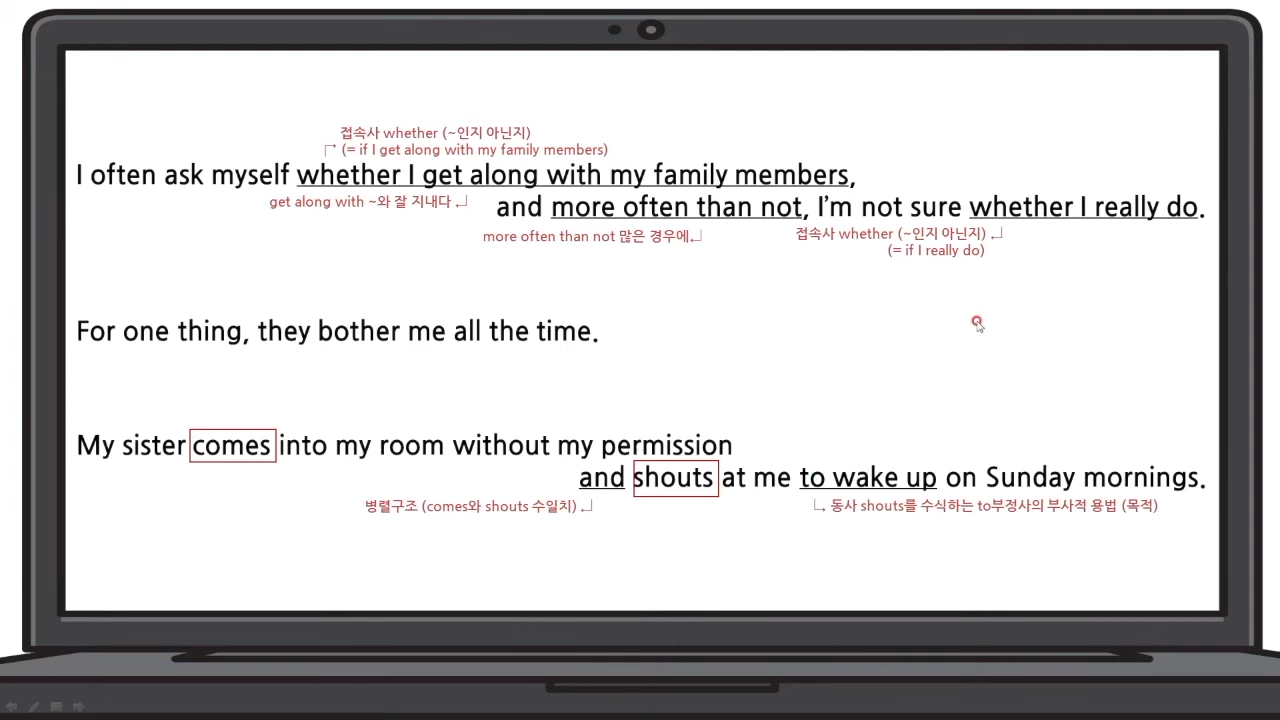 접속사 whether (~인지 아닌지)
(= if I get along with my family members)
I often ask myself whether I get along with my family members,
get along with ~와 잘 지내다
and more often than not, I'm not sure whether I really do.
more often than not 많은 경우에
접속사 whether (~인지 아닌지)
(= if I really do)
For one thing, they bother me all the time.
My sister comes into my room without my permission
and shouts at me to wake up on Sunday mornings.
병렬구조 (comes와 shouts 수일치)
동사 shouts를 수식하는 to부정사의 부사적 용법 (목적)